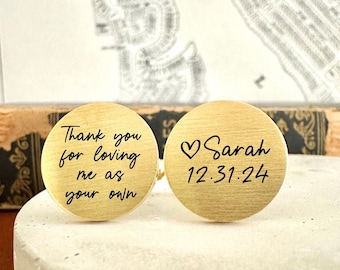 Thank you
for loving
me as
your own
♡Sarah
12.31.24